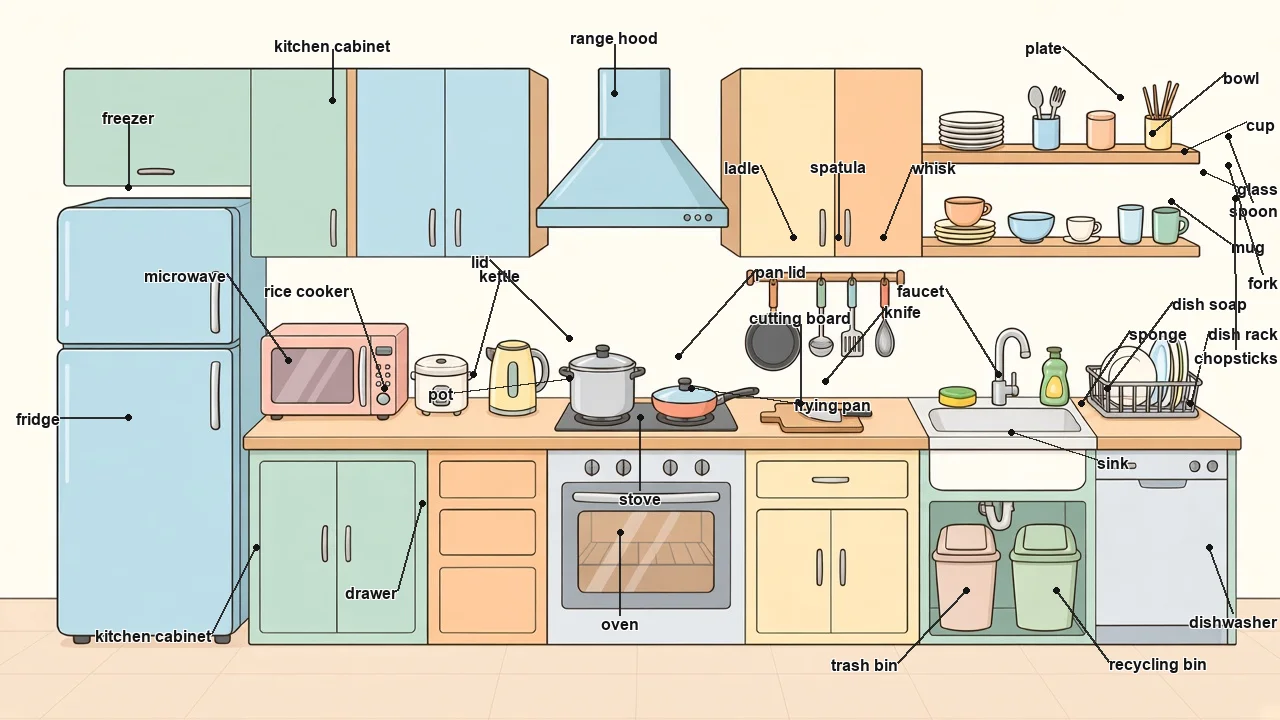 range hood
kitchen cabinet
plate
bowl
freezer
cup
ladle
spatula
whisk
glass
spoon
mug
lid
kettle
pan lid
microwave
fork
rice cooker
faucet
dish soap
cutting board
knife
sponge
dish rack
chopsticks
pot
frying pan
fridge
sink
stove
drawer
oven
dishwasher
kitchen cabinet
trash bin
recycling bin